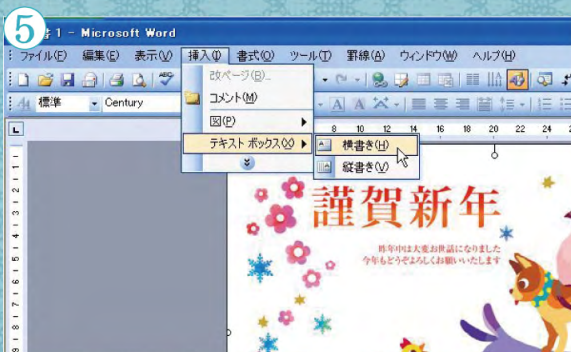 5
書 1 - Microsoft Word
ファイル(F) 編集(E) 表示(V) 挿入(I) 書式(O) ツール(T) 罫線(A) ウィンドウ(W) ヘルプ(H)
改ページ(B)...
標準 Century
コメント(M)
図(P)
テキスト ボックス(X)
横書き(H)
縦書き(V)
8 10 12 14 16 18 20 22 24
謹賀新年
昨年中は大変お世話になりました
今年もどうぞよろしくお願いいたします